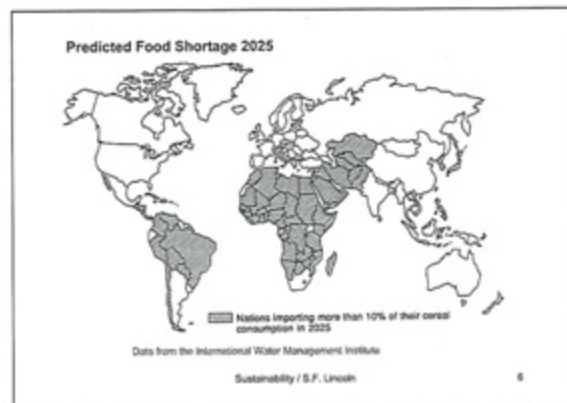 Predicted Food Shortage 2025
Nations importing more than 10% of their cereal
consumption in 2025
Data from the International Water Management Institute
Sustainability / S.F. Lincoln
6